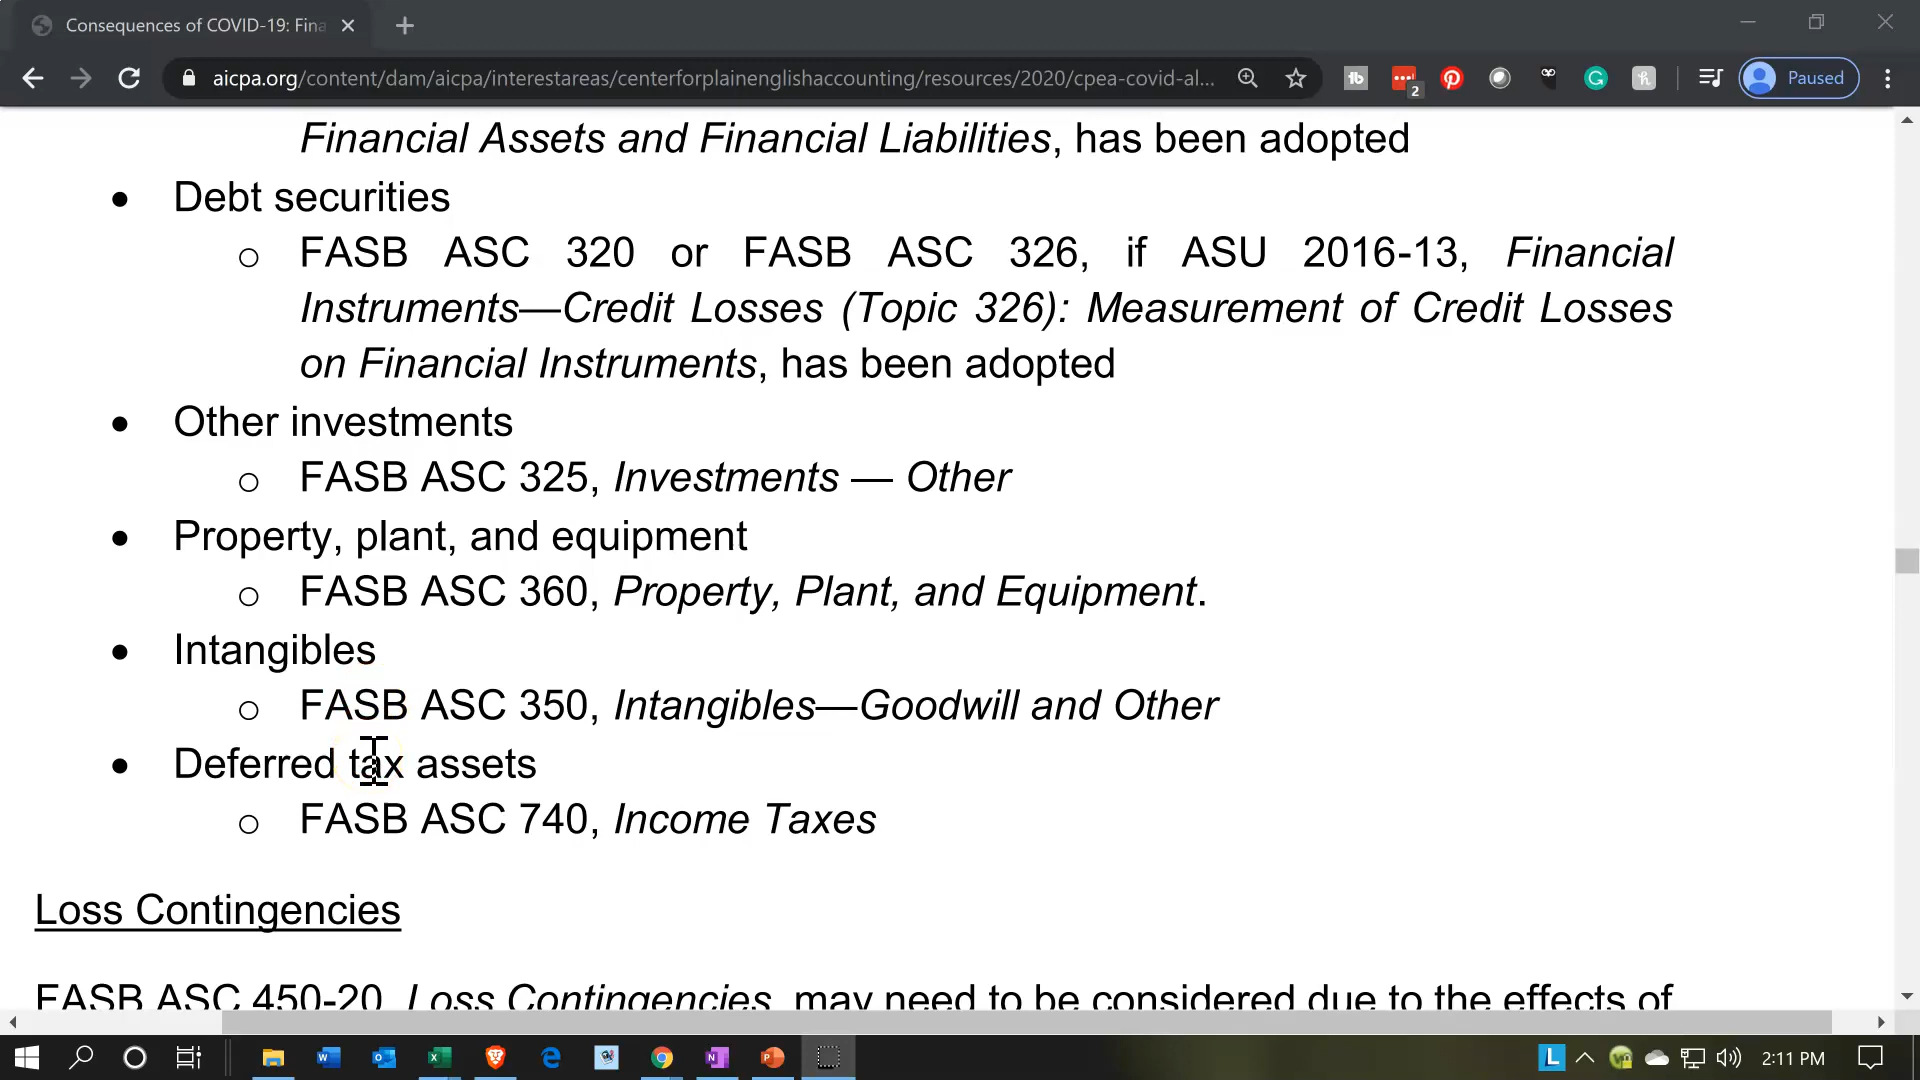 Consequences of COVID-19: Fina
aicpa.org/content/dam/aicpa/interestareas/centerforplainenglishaccounting/resources/2020/cpea-covid-al...
2
Paused
Financial Assets and Financial Liabilities, has been adopted
• Debt securities
o FASB ASC 320 or FASB ASC 326, if ASU 2016-13, Financial
Instruments—Credit Losses (Topic 326): Measurement of Credit Losses
on Financial Instruments, has been adopted
• Other investments
o FASB ASC 325, Investments — Other
• Property, plant, and equipment
o FASB ASC 360, Property, Plant, and Equipment.
• Intangibles
o FASB ASC 350, Intangibles—Goodwill and Other
• Deferred tax assets
o FASB ASC 740, Income Taxes
Loss Contingencies
FASB ASC 450-20, Loss Contingencies, may need to be considered due to the effects of
2:11 PM